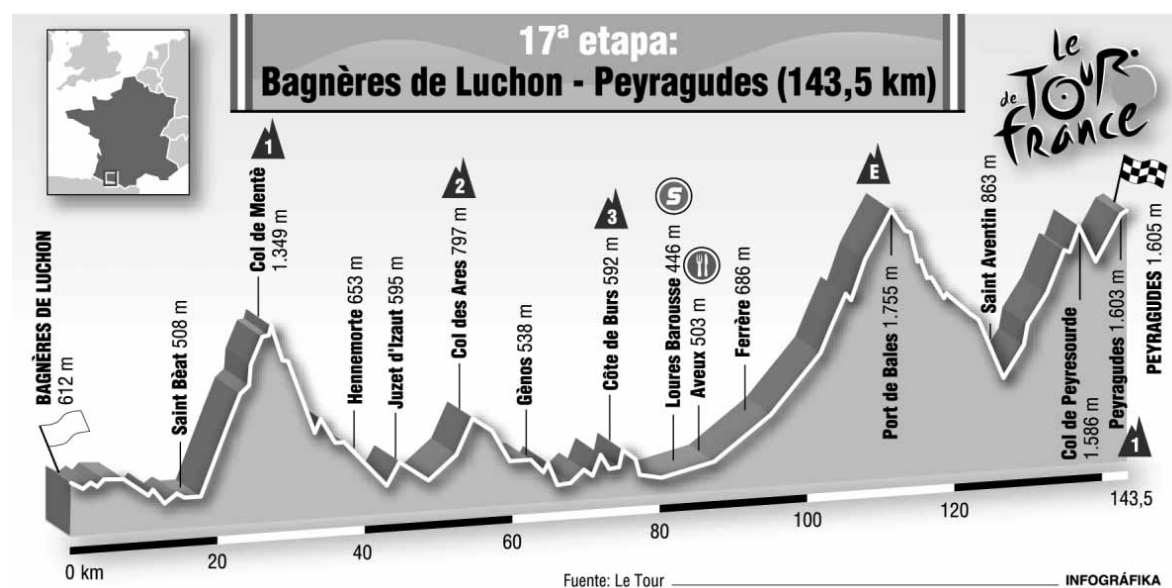 17ª etapa:
Bagnères de Luchon - Peyragudes (143,5 km)
Le
TOUR
de
france
BAGNÈRES DE LUCHON
612 m
Saint Bèat 508 m
1
Col de Mentè
1.349 m
Hennemorte 653 m
Juzet d'Izaut 595 m
2
Col des Ares 797 m
Gènos 538 m
3
Côte de Burs 592 m
S
Loures Barousse 446 m
Aveux 503 m
Ferrère 686 m
E
Port de Bales 1.755 m
Saint Aventin 863 m
Col de Peyresourde
1.586 m
Peyragudes 1.603 m
PEYRAGUDES 1.605 m
1
0 km
20
40
60
80
100
120
143,5
Fuente: Le Tour
INFOGRÁFIKA